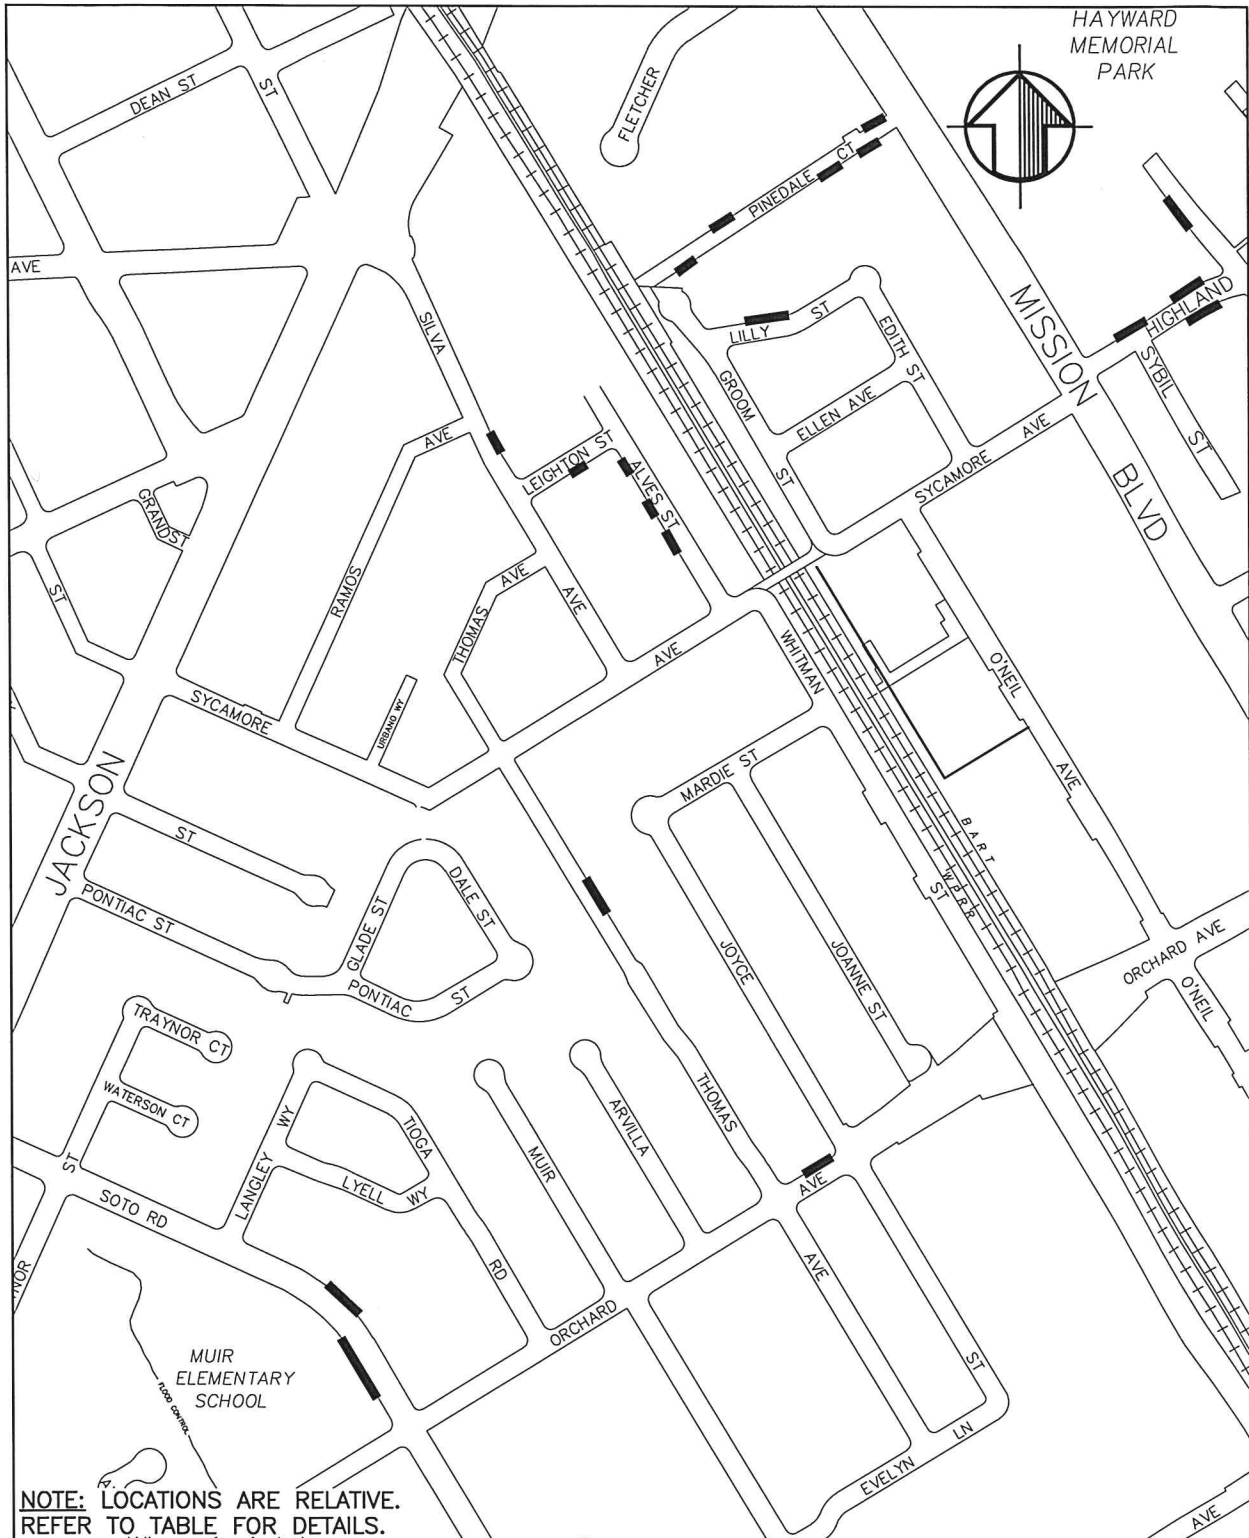 HAYWARD
MEMORIAL
PARK
DEAN ST
ST
FLETCHER
PINEDALE CT
AVE
SILVA
LILLY ST
EDITH ST
MISSION
HIGHLAND
SYBIL ST
GROOM
ELLEN AVE
AVE
SYCAMORE AVE
LEIGHTON ST
ALVES ST
ST
BLVD
GRAND ST
ST
RAMOS
THOMAS AVE
AVE
AVE
WHITMAN
O'NEIL
SYCAMORE
URBANO WY
MARDIE ST
AVE
JACKSON
ST
BART
WPRR
ST
PONTIAC ST
GLADE ST
DALE ST
JOYCE
JOANNE ST
ORCHARD AVE
PONTIAC ST
O'NEIL
TRAYNOR CT
WATERSON CT
WY
TIOGA
ARVILLA
THOMAS
MUIR
ST
LANGLEY
LYELL WY
AVE
SOTO RD
RD
AVE
NOR
ORCHARD
MUIR
ELEMENTARY
SCHOOL
FLOOD CONTROL
ST
LN
EVELYN
AVE
NOTE: LOCATIONS ARE RELATIVE.
REFER TO TABLE FOR DETAILS.